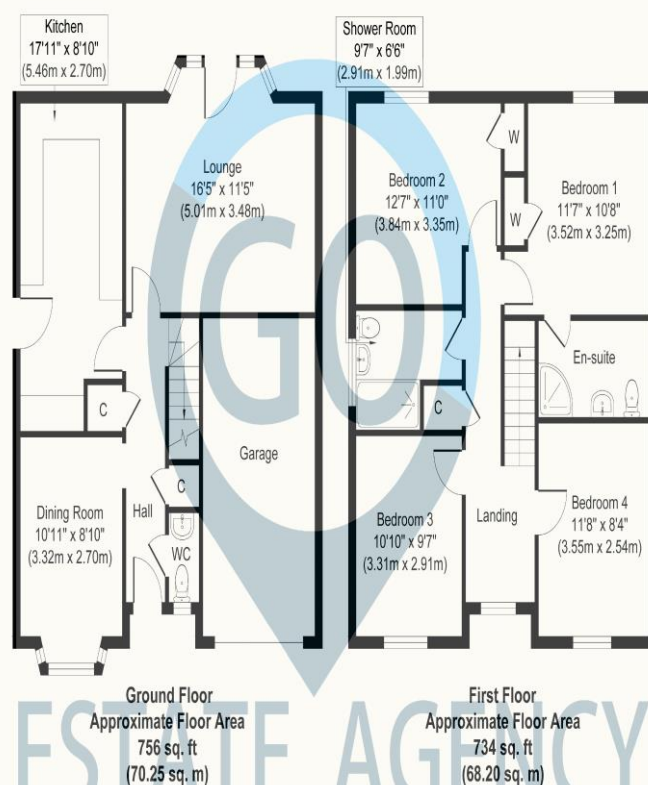 Kitchen
17'11" x 8'10"
(5.46m x 2.70m)
Lounge
16'5" x 11'5"
(5.01m x 3.48m)
C
Garage
C
Dining Room
10'11" x 8'10"
(3.32m x 2.70m)
Hall
WC
Ground Floor
Approximate Floor Area
756 sq. ft
(70.25 sq. m)
Shower Room
9'7" x 6'6"
(2.91m x 1.99m)
W
Bedroom 2
12'7" x 11'0"
(3.84m x 3.35m)
W
Bedroom 1
11'7" x 10'8"
(3.52m x 3.25m)
En-suite
C
Bedroom 3
10'10" x 9'7"
(3.31m x 2.91m)
Landing
Bedroom 4
11'8" x 8'4"
(3.55m x 2.54m)
First Floor
Approximate Floor Area
734 sq. ft
(68.20 sq. m)
GO
ESTATE AGENCY